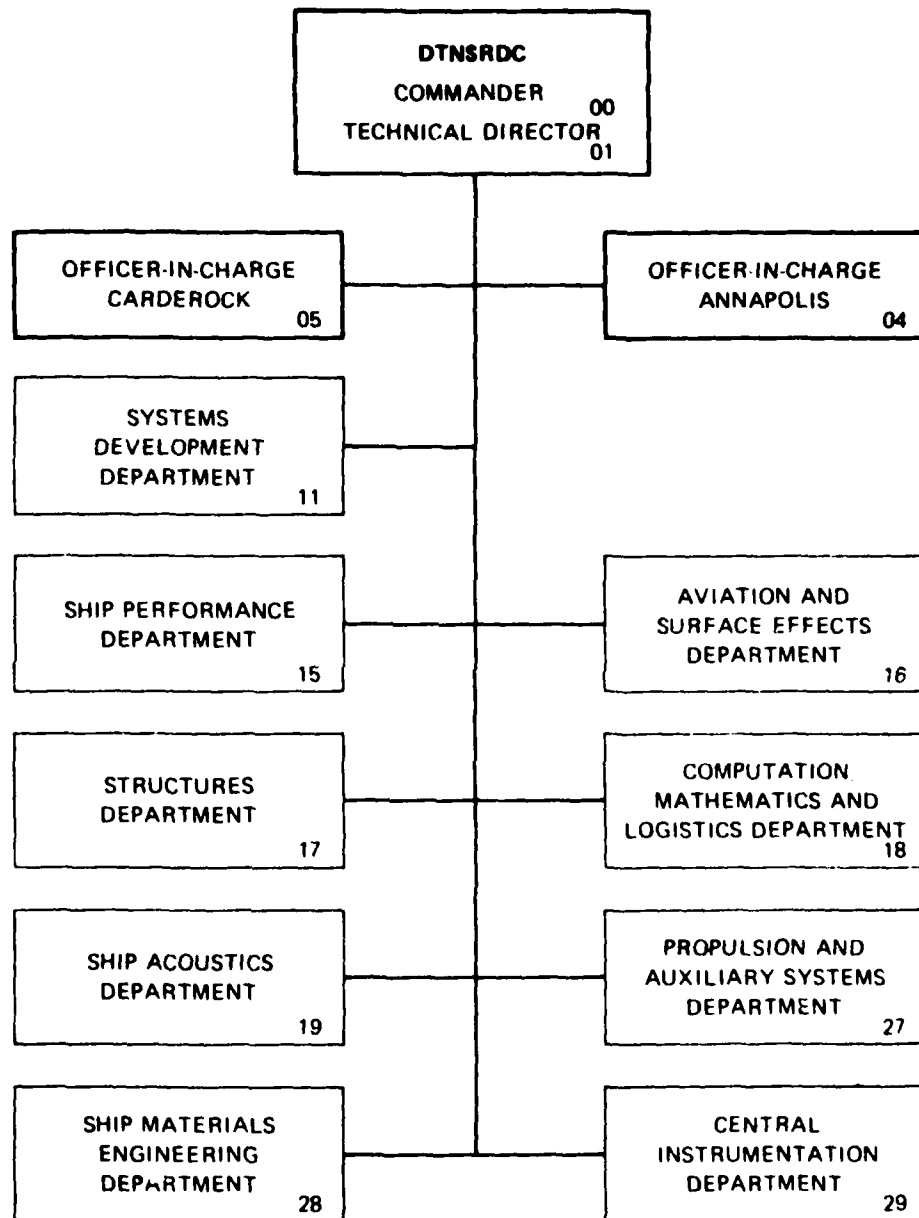 DTNSRDC
COMMANDER 00
TECHNICAL DIRECTOR 01
OFFICER-IN-CHARGE
CARDEROCK
05
OFFICER-IN-CHARGE
ANNAPOLIS
04
SYSTEMS
DEVELOPMENT
DEPARTMENT
11
SHIP PERFORMANCE
DEPARTMENT
15
AVIATION AND
SURFACE EFFECTS
DEPARTMENT
16
STRUCTURES
DEPARTMENT
17
COMPUTATION
MATHEMATICS AND
LOGISTICS DEPARTMENT
18
SHIP ACOUSTICS
DEPARTMENT
19
PROPULSION AND
AUXILIARY SYSTEMS
DEPARTMENT
27
SHIP MATERIALS
ENGINEERING
DEPARTMENT
28
CENTRAL
INSTRUMENTATION
DEPARTMENT
29